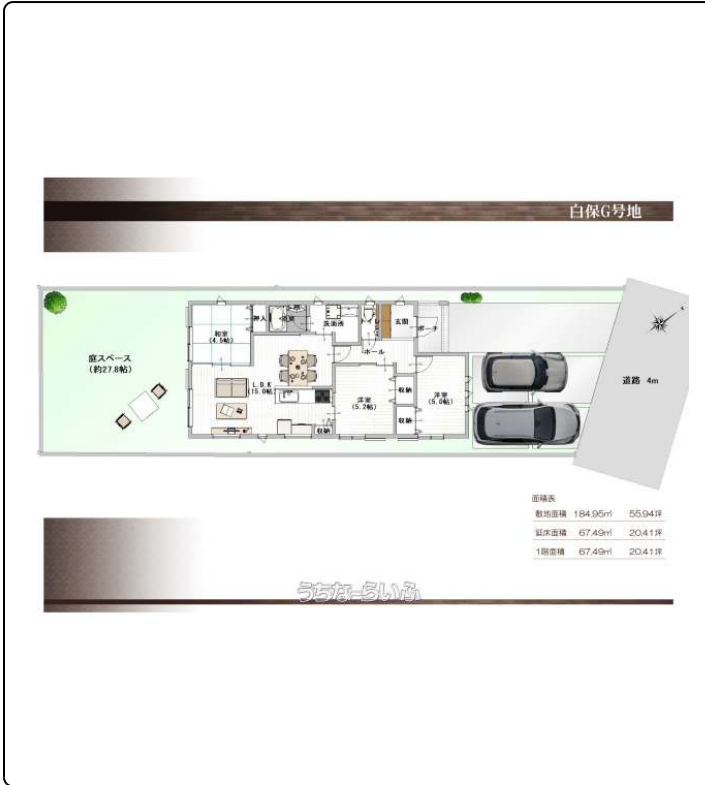 白保G号地
押入
浴室
洗面所
トイレ
玄関
ポーチ
和室
(4.5帖)
ホール
庭スペース
(約27.8帖)
L.D.K
(15.0帖)
洋室
(5.2帖)
収納
収納
洋室
(5.0帖)
収納
道路 4m
面積表
敷地面積 184.95㎡ 55.94坪
延床面積 67.49㎡ 20.41坪
1階面積 67.49㎡ 20.41坪
うちなーらいふ